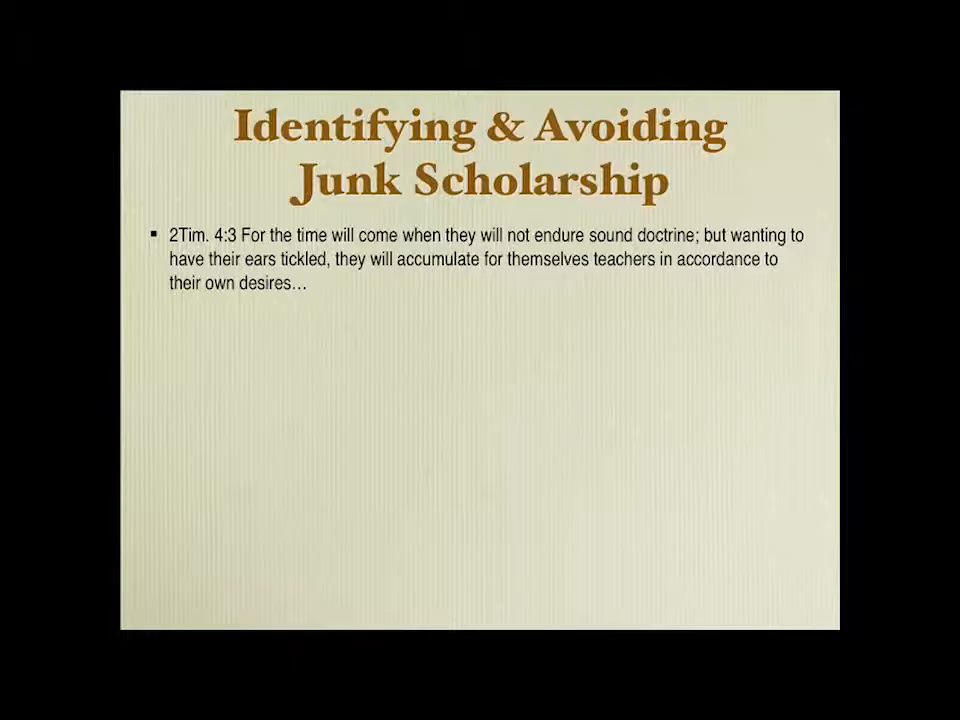 Identifying & Avoiding
Junk Scholarship
▪ 2Tim. 4:3 For the time will come when they will not endure sound doctrine; but wanting to
have their ears tickled, they will accumulate for themselves teachers in accordance to
their own desires…